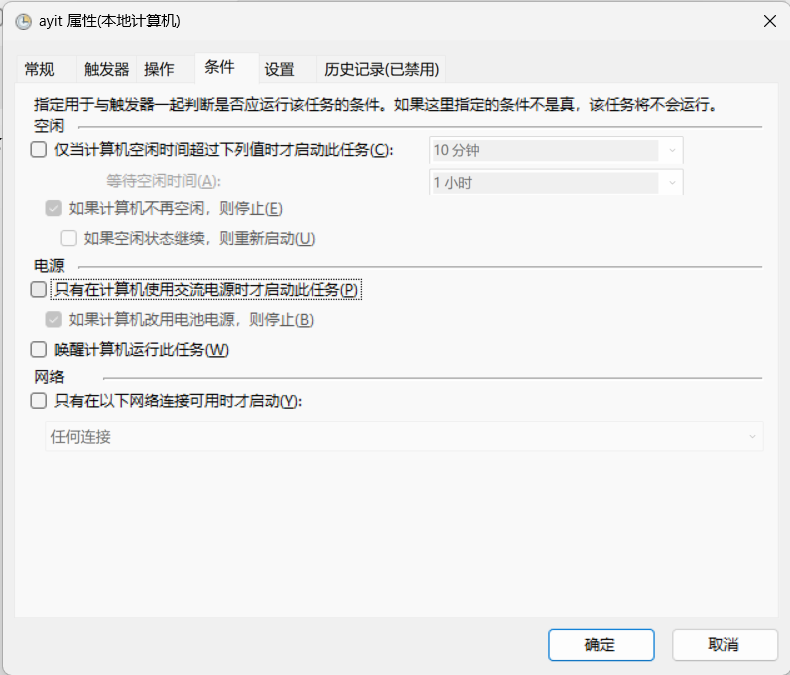 ayit 属性(本地计算机)
常规 触发器 操作 条件 设置 历史记录(已禁用)
指定用于与触发器一起判断是否应运行该任务的条件。如果这里指定的条件不是真，该任务将不会运行。
空闲
仅当计算机空闲时间超过下列值时才启动此任务(C): 10 分钟
等待空闲时间(A): 1 小时
如果计算机不再空闲，则停止(E)
如果空闲状态继续，则重新启动(U)
电源
只有在计算机使用交流电源时才启动此任务(P)
如果计算机改用电池电源，则停止(B)
唤醒计算机运行此任务(W)
网络
只有在以下网络连接可用时才启动(Y):
任何连接
确定 取消